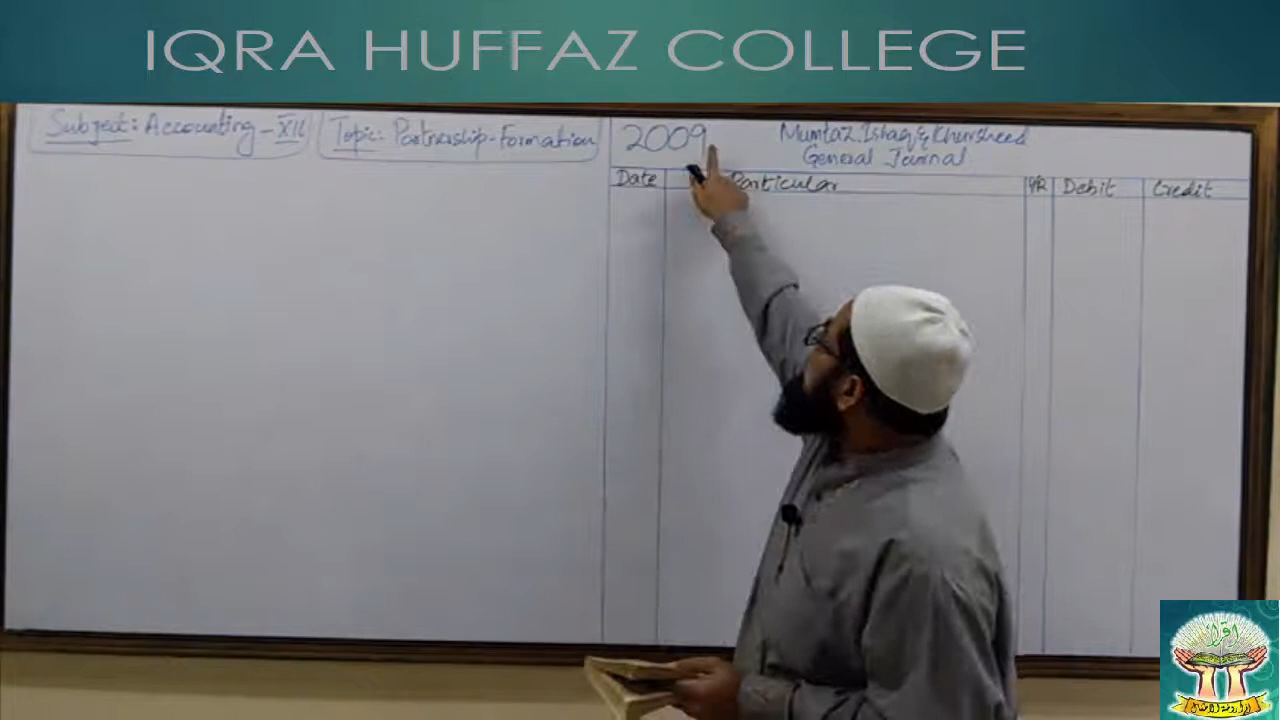 IQRA HUFFAZ COLLEGE
Subject: Accounting - XII
Topic: Partnership - Formation
2009
Mumtaz, Ishaq & Khursheed
General Journal
Date
Particular
P/R
Debit
Credit
اقرأ